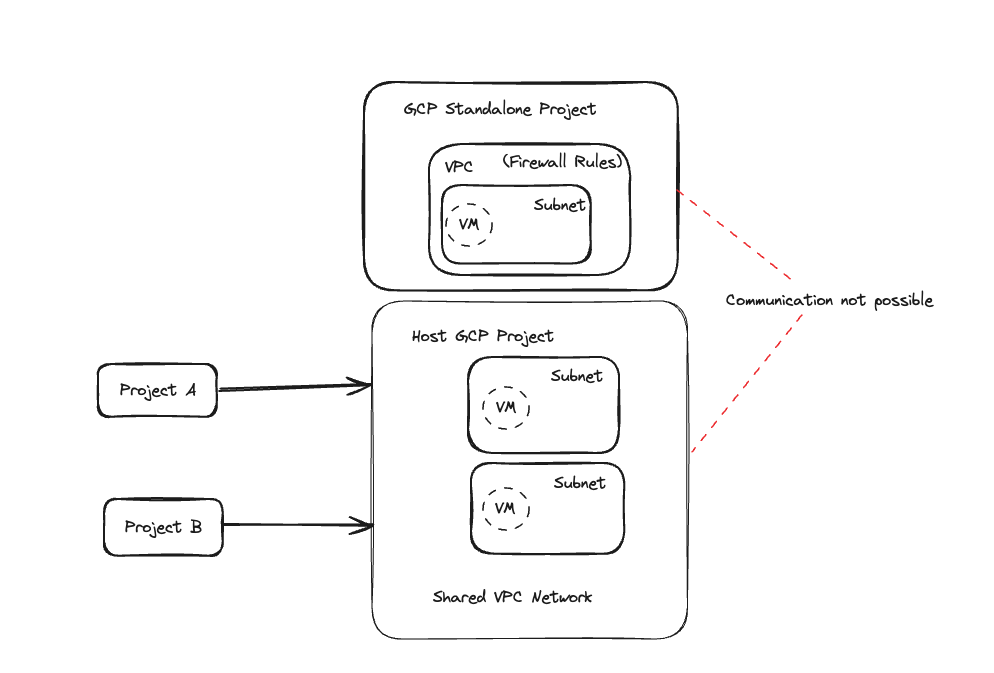 GCP Standalone Project
VPC (Firewall Rules)
Subnet
VM
Communication not possible
Host GCP Project
Subnet
Project A
VM
Subnet
VM
Project B
Shared VPC Network